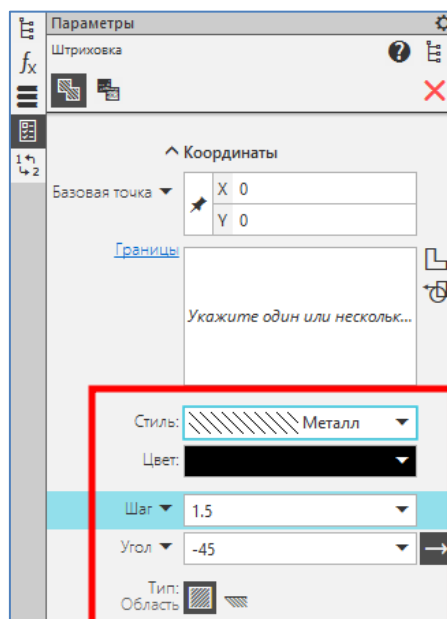 Параметры
Штриховка
Координаты
Базовая точка X 0
Y 0
Границы
Укажите один или нескольк...
Стиль: Металл
Цвет:
Шаг 1.5
Угол -45
Тип:
Область